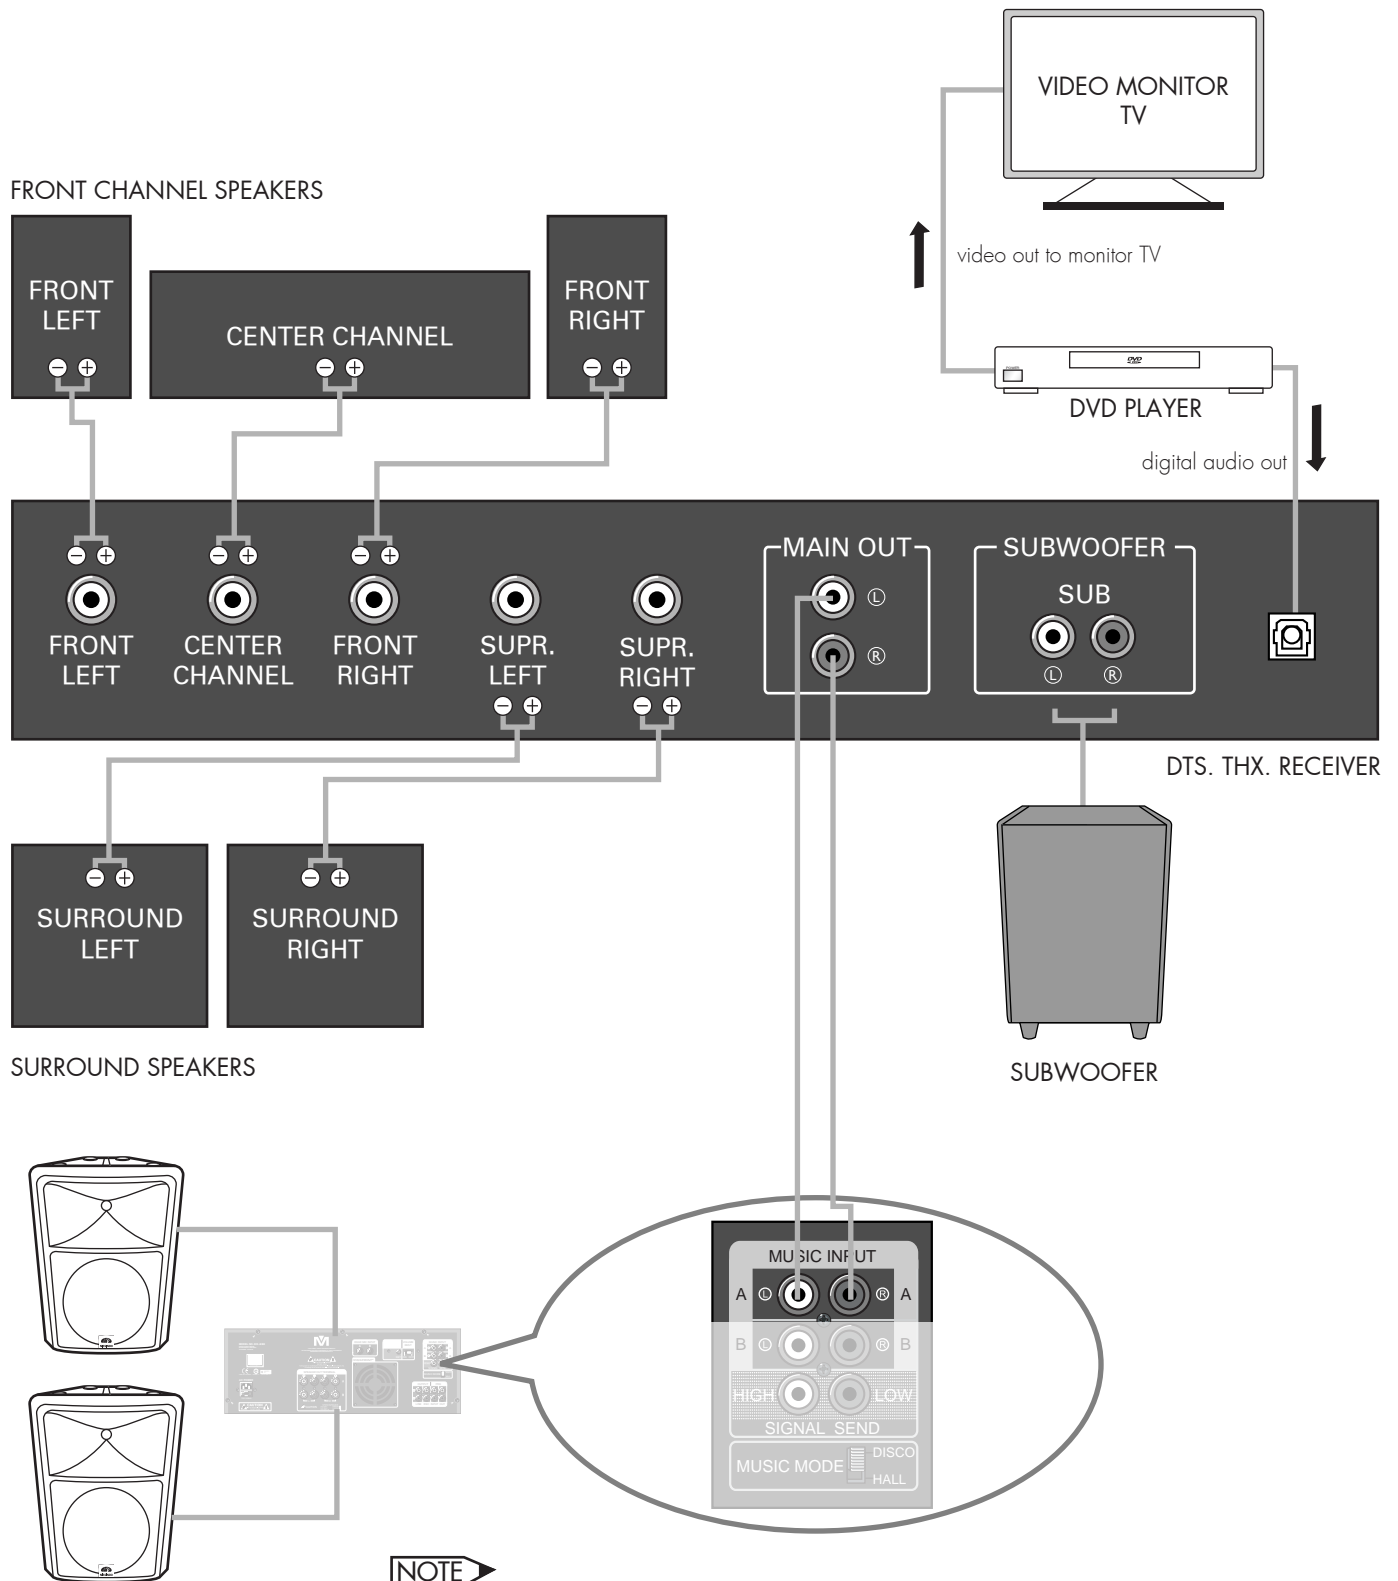 VIDEO MONITOR
TV
FRONT CHANNEL SPEAKERS
FRONT
LEFT
CENTER CHANNEL
FRONT
RIGHT
video out to monitor TV
DVD
DVD PLAYER
digital audio out
FRONT
LEFT
CENTER
CHANNEL
FRONT
RIGHT
SUPR.
LEFT
SUPR.
RIGHT
MAIN OUT
L
R
SUBWOOFER
SUB
L
R
DTS. THX. RECEIVER
SURROUND
LEFT
SURROUND
RIGHT
SURROUND SPEAKERS
SUBWOOFER
MUSIC INPUT
A L R A
B L R B
HIGH LOW
SIGNAL SEND
MUSIC MODE
DISCO
HALL
NOTE